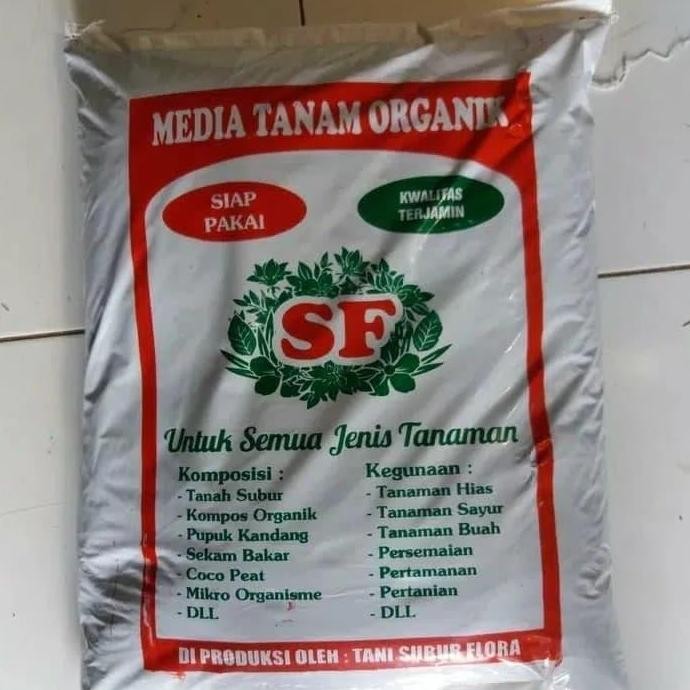 MEDIA TANAM ORGANIK
SIAP
PAKAI
KWALITAS
TERJAMIN
SF
Untuk Semua Jenis Tanaman
Komposisi :
- Tanah Subur
- Kompos Organik
- Pupuk Kandang
- Sekam Bakar
- Coco Peat
- Mikro Organisme
- DLL
Kegunaan :
- Tanaman Hias
- Tanaman Sayur
- Tanaman Buah
- Persemaian
- Pertamanan
- Pertanian
- DLL
DI PRODUKSI OLEH : TANI SUBUR FLORA